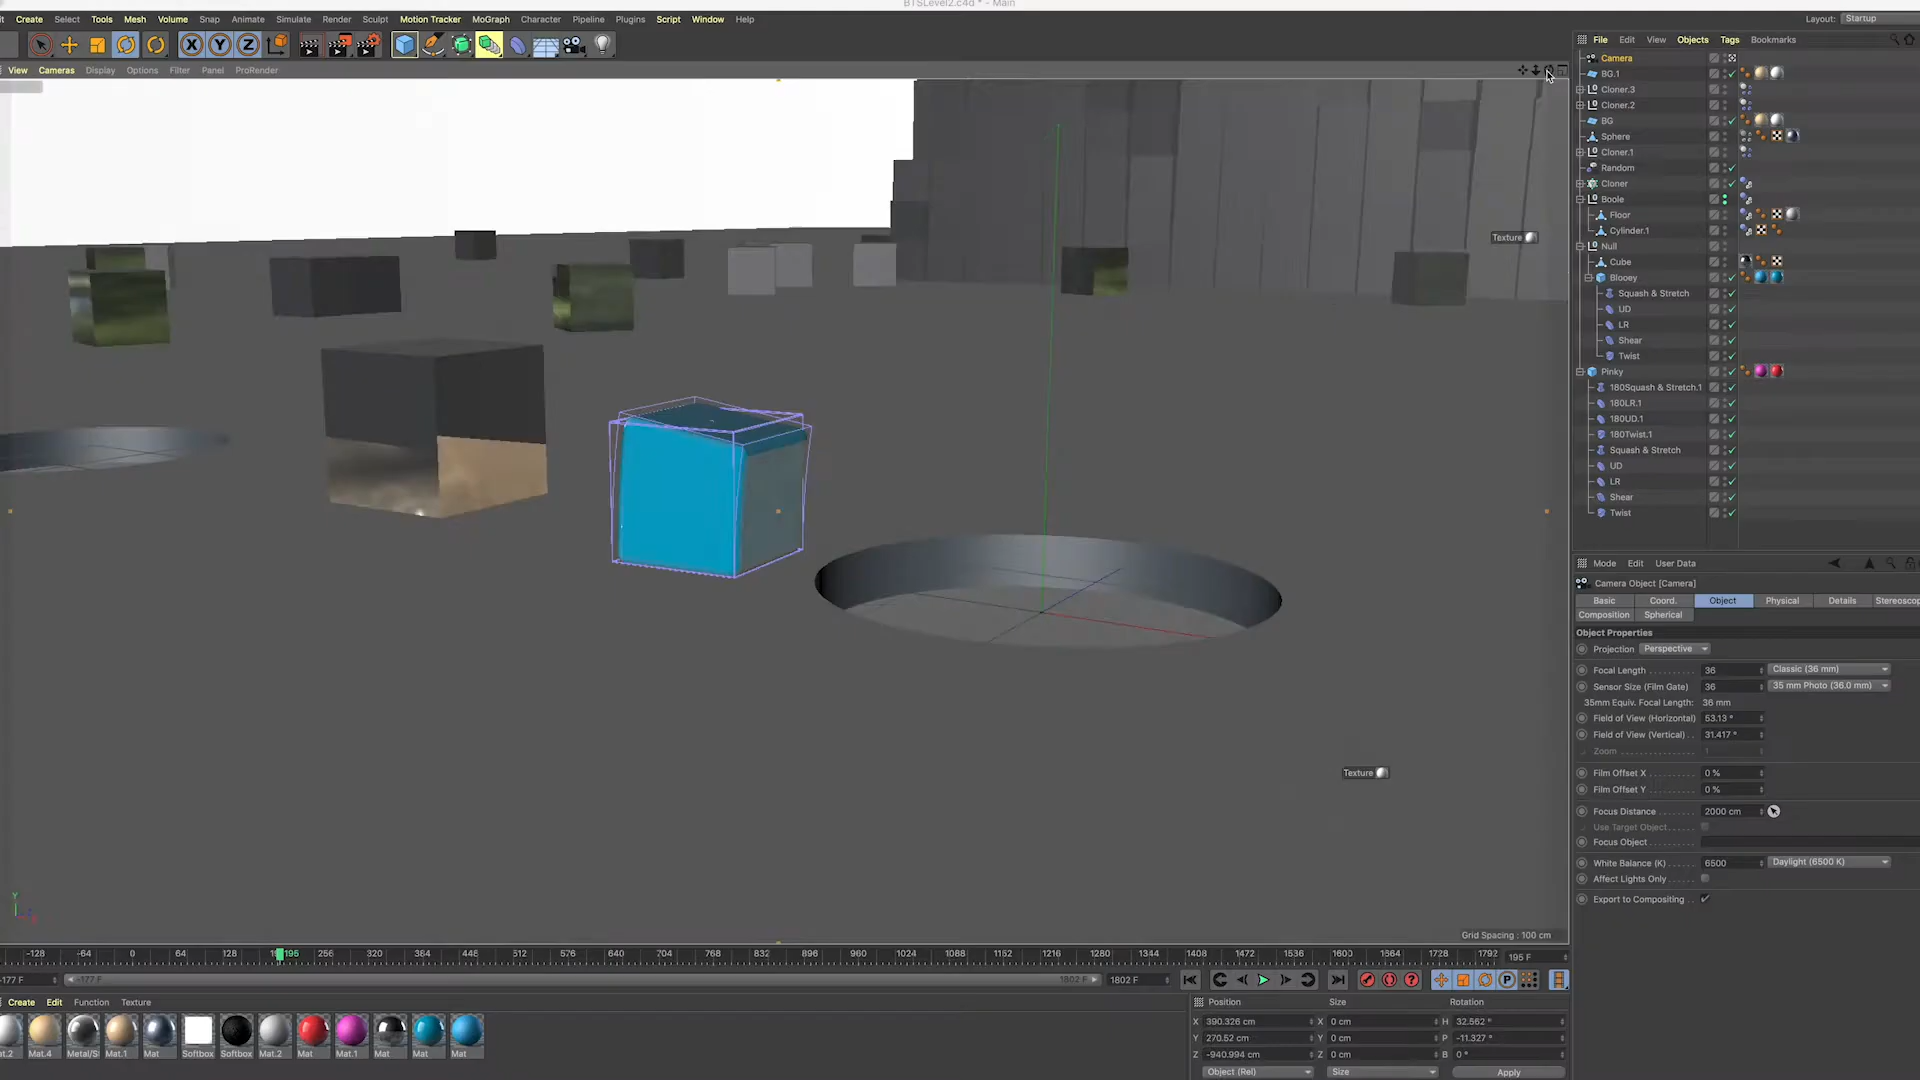 BTSLevel2.c4d * - Main
Create Select Tools Mesh Volume Snap Animate Simulate Render Sculpt Motion Tracker MoGraph Character Pipeline Plugins Script Window Help
Layout: Startup
View Cameras Display Options Filter Panel ProRender
File Edit View Objects Tags Bookmarks
Camera
BG.1
Cloner.3
Cloner.2
BG
Sphere
Cloner.1
Random
Cloner
Boole
Floor
Cylinder.1
Null
Cube
Blooey
Squash & Stretch
UD
LR
Shear
Twist
Pinky
180Squash & Stretch.1
180LR.1
180UD.1
180Twist.1
Squash & Stretch
UD
LR
Shear
Twist
Texture
Texture
Mode Edit User Data
Camera Object [Camera]
Basic Coord. Object Physical Details Stereoscop
Composition Spherical
Object Properties
Projection Perspective
Focal Length 36 Classic (36 mm)
Sensor Size (Film Gate) 36 35 mm Photo (36.0 mm)
35mm Equiv. Focal Length: 36 mm
Field of View (Horizontal) 53.13 °
Field of View (Vertical) 31.417 °
Zoom 1
Film Offset X 0 %
Film Offset Y 0 %
Focus Distance 2000 cm
Use Target Object
Focus Object
White Balance (K) 6500 Daylight (6500 K)
Affect Lights Only
Export to Compositing
Y
Grid Spacing : 100 cm
-128 -64 0 64 128 195 256 320 384 448 512 576 640 704 768 832 896 960 1024 1088 1152 1216 1280 1344 1408 1472 1536 1600 1664 1728 1792 195 F
-177 F -177 F 1802 F 1802 F
Create Edit Function Texture
Mat.4 Metal/S Mat.1 Mat Softbox Softbox Mat.2 Mat Mat.1 Mat Mat Mat
Position Size Rotation
X 390.326 cm X 0 cm H 32.562 °
Y 270.52 cm Y 0 cm P -11.327 °
Z -940.994 cm Z 0 cm B 0 °
Object (Rel) Size Apply